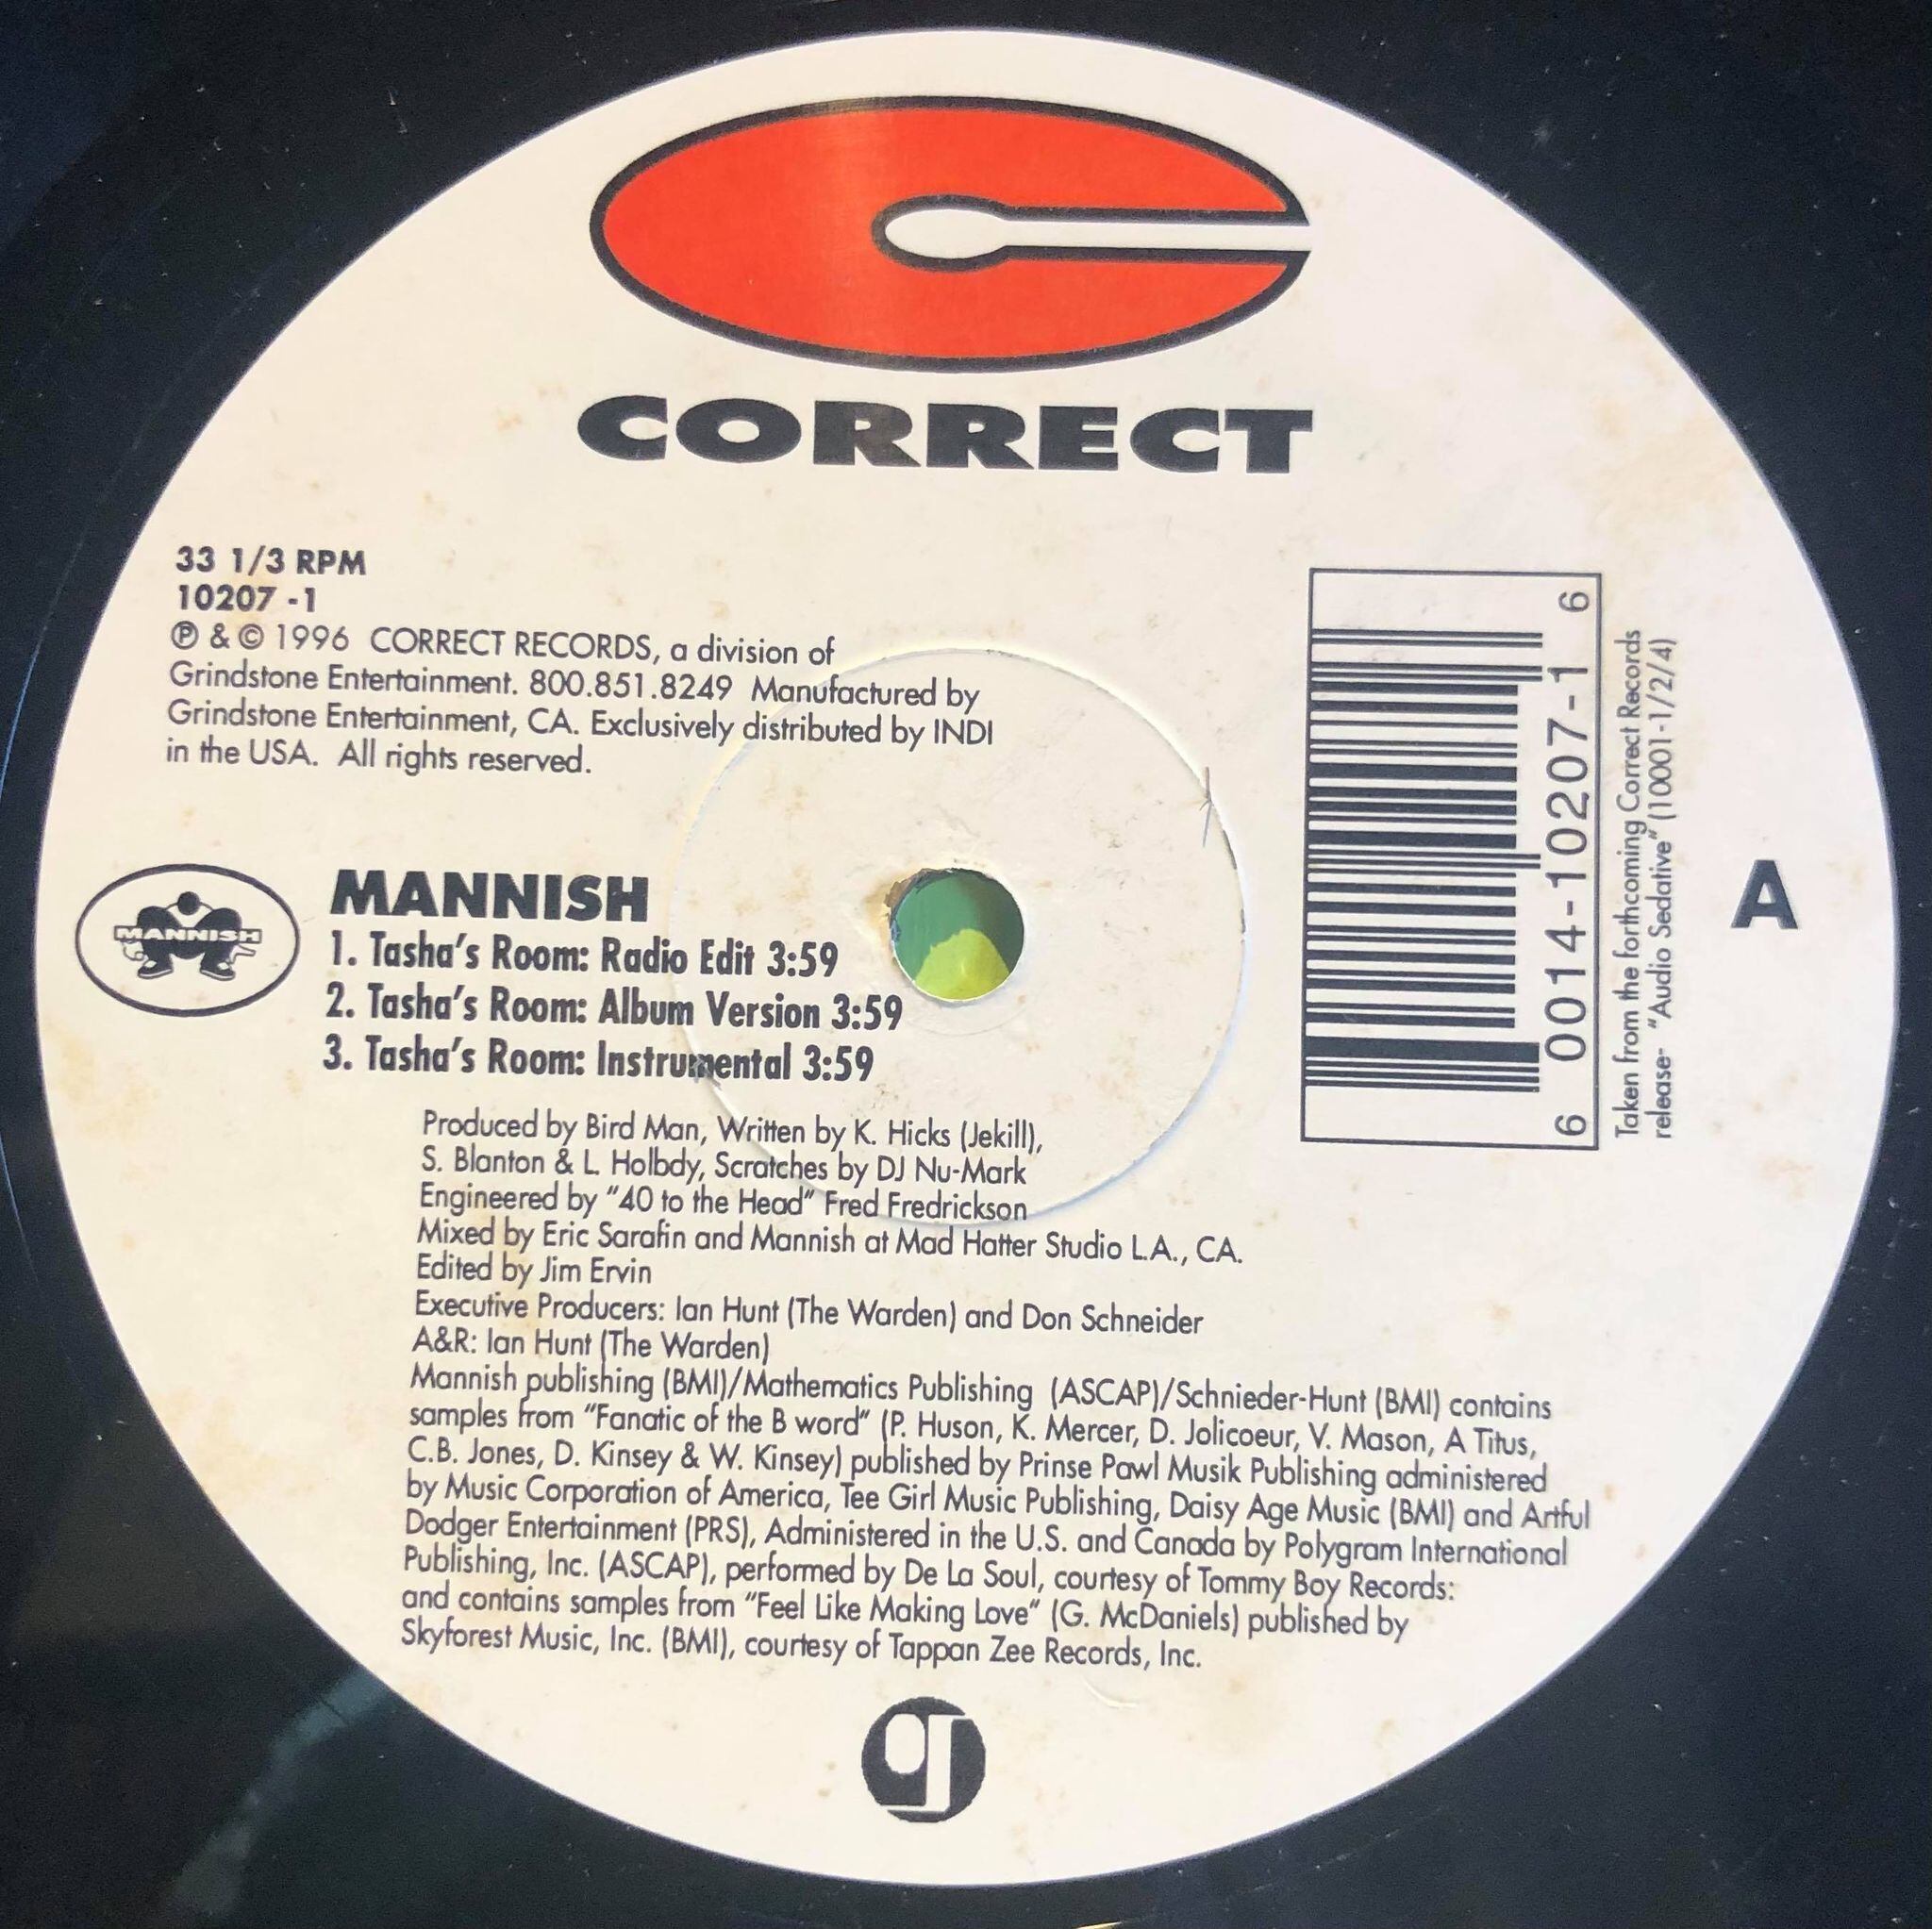 CORRECT
33 1/3 RPM
10207 -1
℗ & © 1996 CORRECT RECORDS, a division of
Grindstone Entertainment. 800.851.8249 Manufactured by
Grindstone Entertainment, CA. Exclusively distributed by INDI
in the USA. All rights reserved.
6 0014-10207-1 6
Taken from the forthcoming Correct Records
release- "Audio Sedative" (10001-1/2/4)
A
MANNISH
MANNISH
1. Tasha's Room: Radio Edit 3:59
2. Tasha's Room: Album Version 3:59
3. Tasha's Room: Instrumental 3:59
Produced by Bird Man, Written by K. Hicks (Jekill),
S. Blanton & L. Holbdy, Scratches by DJ Nu-Mark
Engineered by "40 to the Head" Fred Fredrickson
Mixed by Eric Sarafin and Mannish at Mad Hatter Studio L.A., CA.
Edited by Jim Ervin
Executive Producers: Ian Hunt (The Warden) and Don Schneider
A&R: Ian Hunt (The Warden)
Mannish publishing (BMI)/Mathematics Publishing (ASCAP)/Schnieder-Hunt (BMI) contains
samples from "Fanatic of the B word" (P. Huson, K. Mercer, D. Jolicoeur, V. Mason, A Titus,
C.B. Jones, D. Kinsey & W. Kinsey) published by Prinse Pawl Musik Publishing administered
by Music Corporation of America, Tee Girl Music Publishing, Daisy Age Music (BMI) and Artful
Dodger Entertainment (PRS), Administered in the U.S. and Canada by Polygram International
Publishing, Inc. (ASCAP), performed by De La Soul, courtesy of Tommy Boy Records:
and contains samples from "Feel Like Making Love" (G. McDaniels) published by
Skyforest Music, Inc. (BMI), courtesy of Tappan Zee Records, Inc.
g